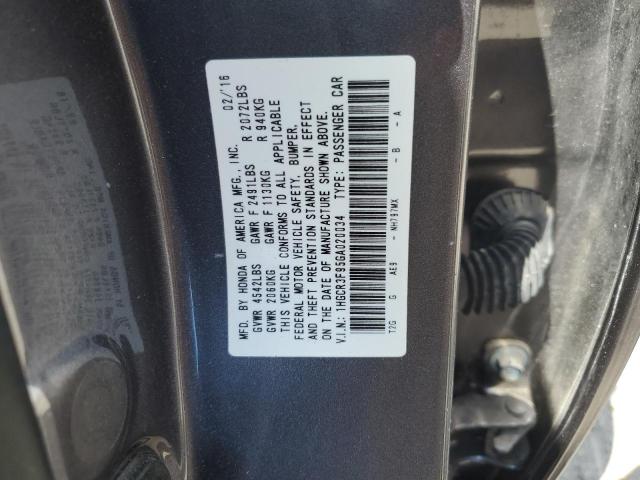 MFD. BY HONDA OF AMERICA MFG., INC. 02/'16
GVWR 4542LBS GAWR F 2491LBS R 2072LBS
GVWR 2060KG GAWR F 1130KG R 940KG
THIS VEHICLE CONFORMS TO ALL APPLICABLE
FEDERAL MOTOR VEHICLE SAFETY, BUMPER,
AND THEFT PREVENTION STANDARDS IN EFFECT
ON THE DATE OF MANUFACTURE SHOWN ABOVE.
V.I.N.: 1HGCR3F95GA020034 TYPE: PASSENGER CAR
T2G G AE9 - NH797MX - B - A